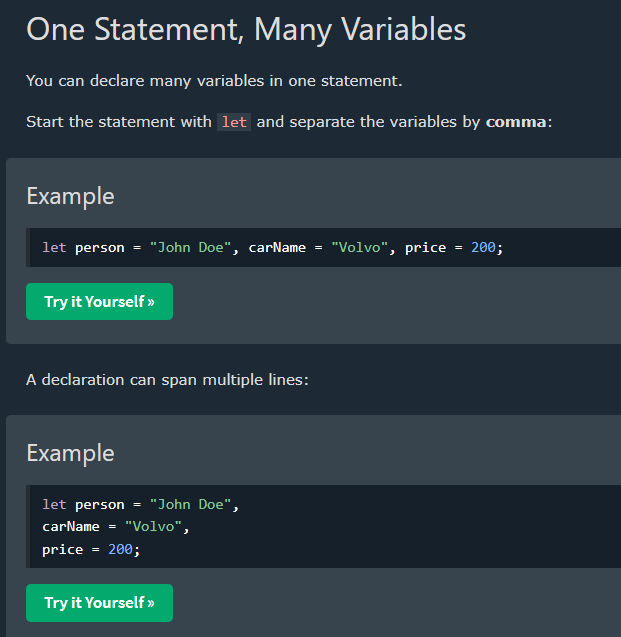 One Statement, Many Variables
You can declare many variables in one statement.
Start the statement with let and separate the variables by comma:
Example
let person = "John Doe", carName = "Volvo", price = 200;
Try it Yourself »
A declaration can span multiple lines:
Example
let person = "John Doe",
carName = "Volvo",
price = 200;
Try it Yourself »